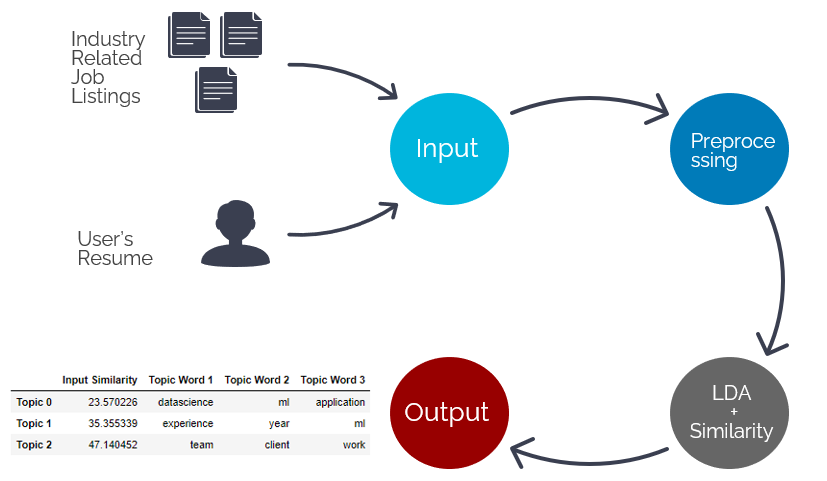 Industry
Related
Job
Listings
Input
Preproce
ssing
User's
Resume
LDA
+
Similarity
Output
Input Similarity Topic Word 1 Topic Word 2 Topic Word 3
Topic 0 23.570226 datascience ml application
Topic 1 35.355339 experience year ml
Topic 2 47.140452 team client work